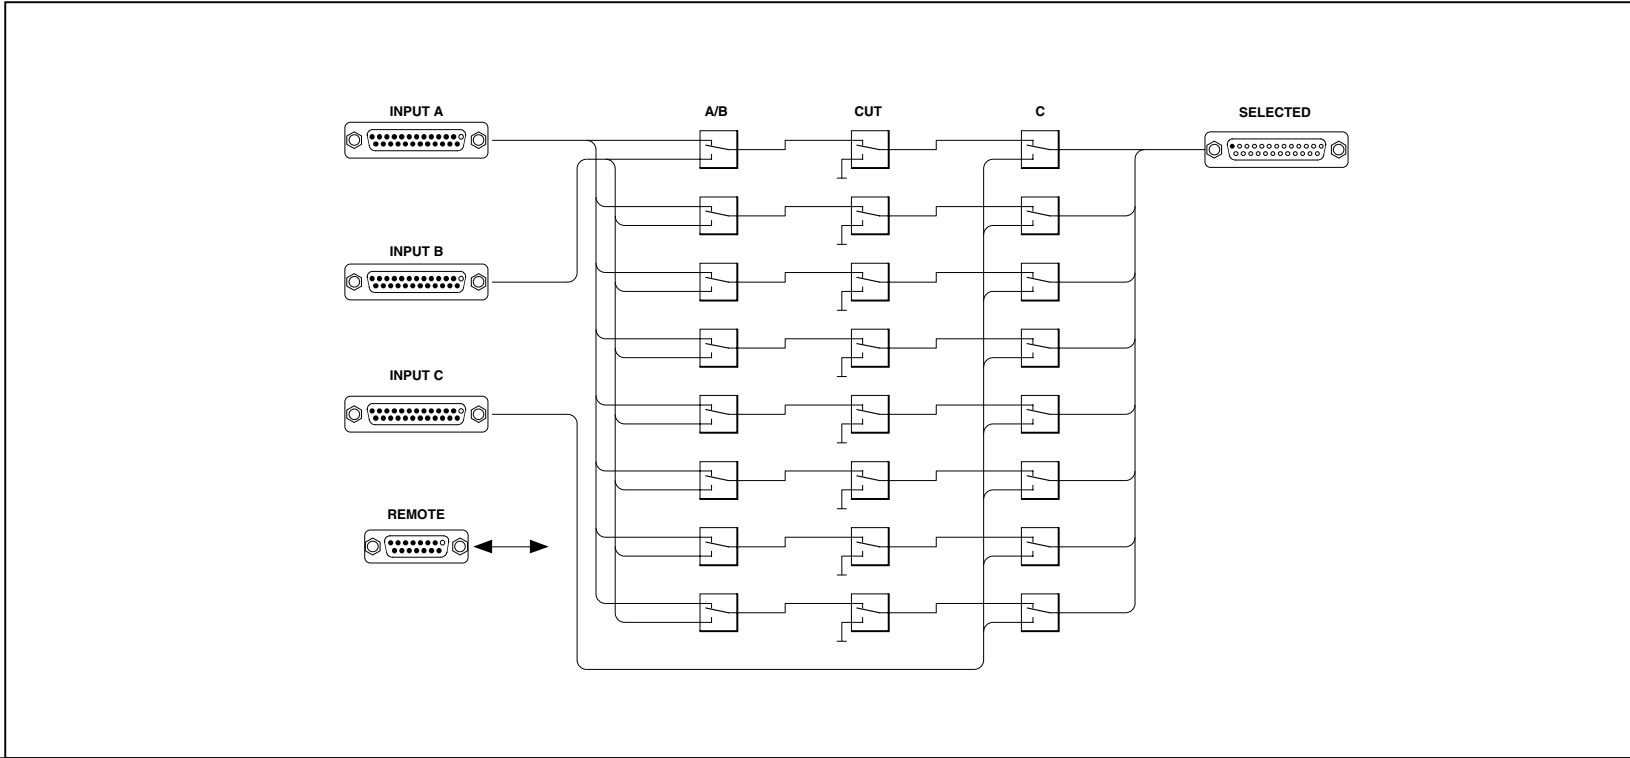 INPUT A
A/B
CUT
C
SELECTED
INPUT B
INPUT C
REMOTE